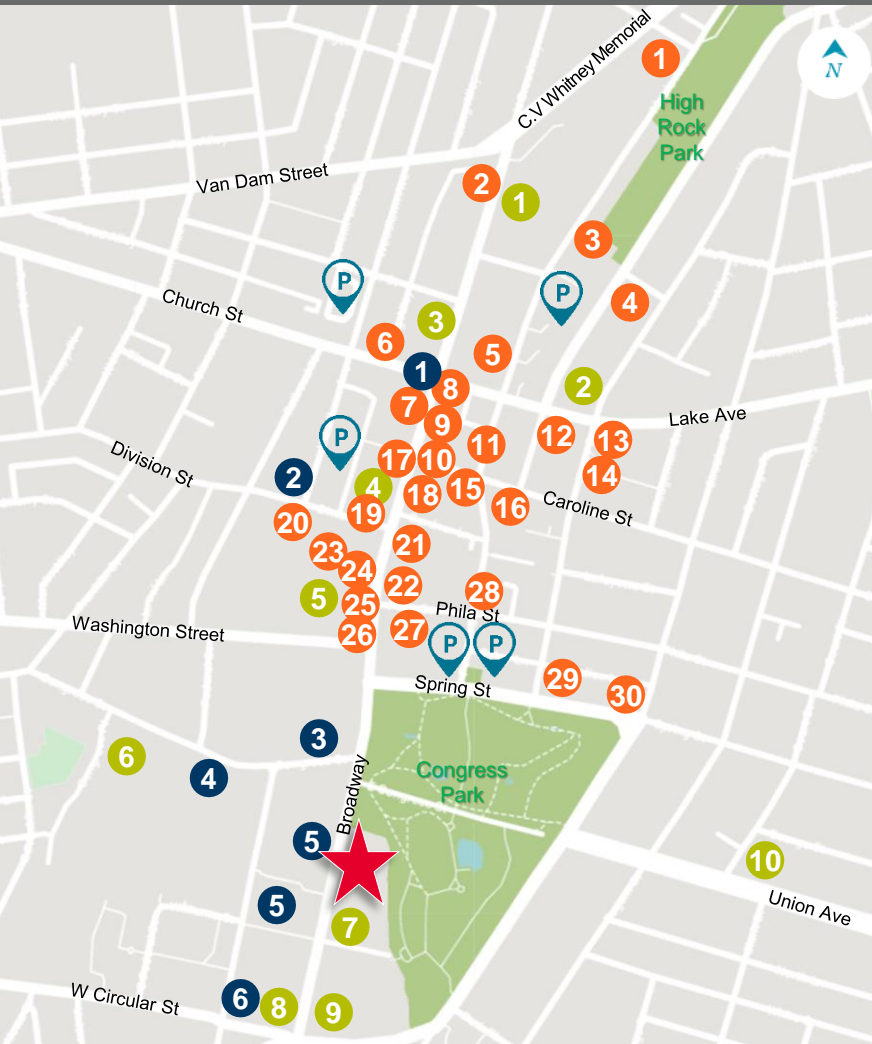 C.V Whitney Memorial
1
N
High
Rock
Park
Van Dam Street
2
1
3
P
P
Church St
4
3
6
5
1
2
8
7
Lake Ave
9
P
12
13
11
Division St
17
10
2
14
4
15
18
16
Caroline St
19
20
21
23
24
22
28
5
25
Phila St
Washington Street
26
27
P
P
29
Spring St
30
3
6
4
Congress
Park
Broadway
5
10
5
Union Ave
7
W Circular St
6
8
9